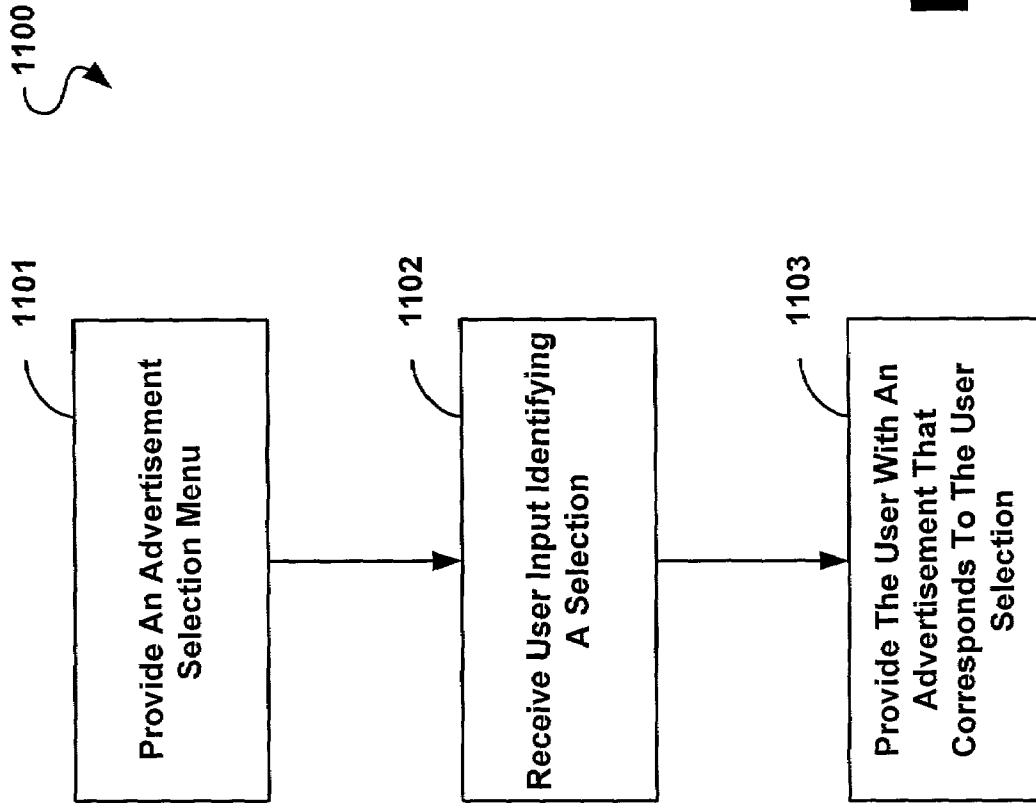 1100
1101
Provide An Advertisement
Selection Menu
1102
Receive User Input Identifying
A Selection
1103
Provide The User With An
Advertisement That
Corresponds To The User
Selection